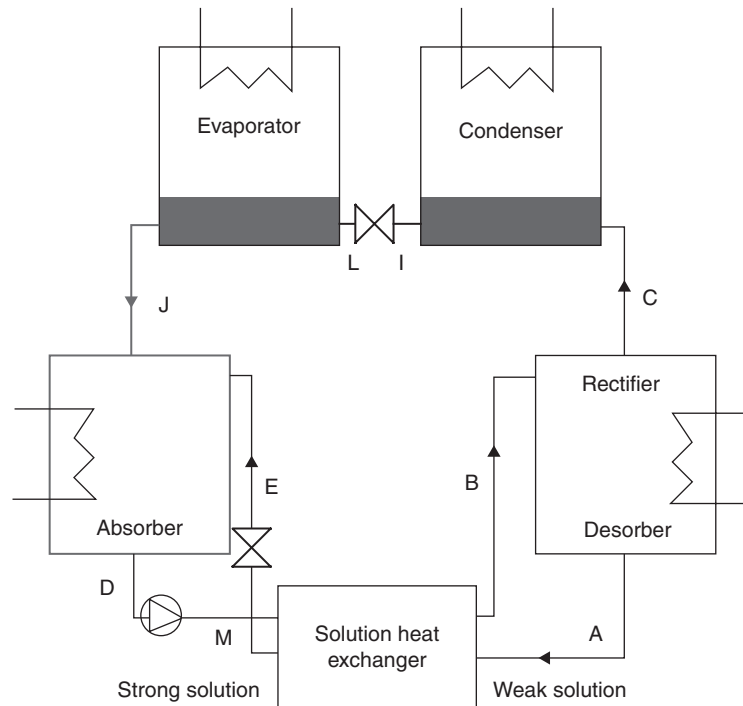 Evaporator
Condenser
L
I
J
C
Rectifier
E
B
Absorber
Desorber
D
M
Solution heat
exchanger
A
Strong solution
Weak solution